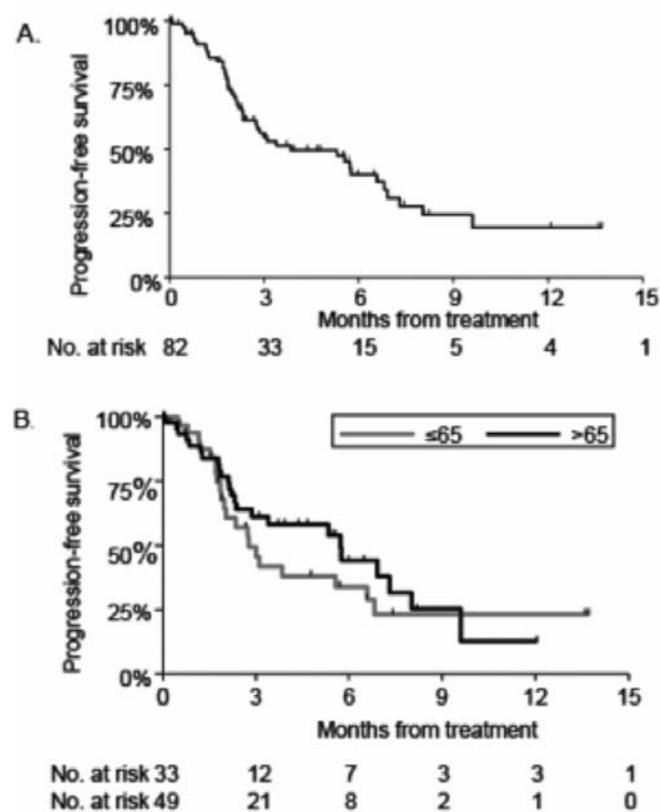 A.
Progression-free survival
100%
75%
50%
25%
0%
0 3 6 9 12 15
Months from treatment
No. at risk 82 33 15 5 4 1
B.
Progression-free survival
100%
75%
50%
25%
0%
≤65 >65
0 3 6 9 12 15
Months from treatment
No. at risk 33 12 7 3 3 1
No. at risk 49 21 8 2 1 0